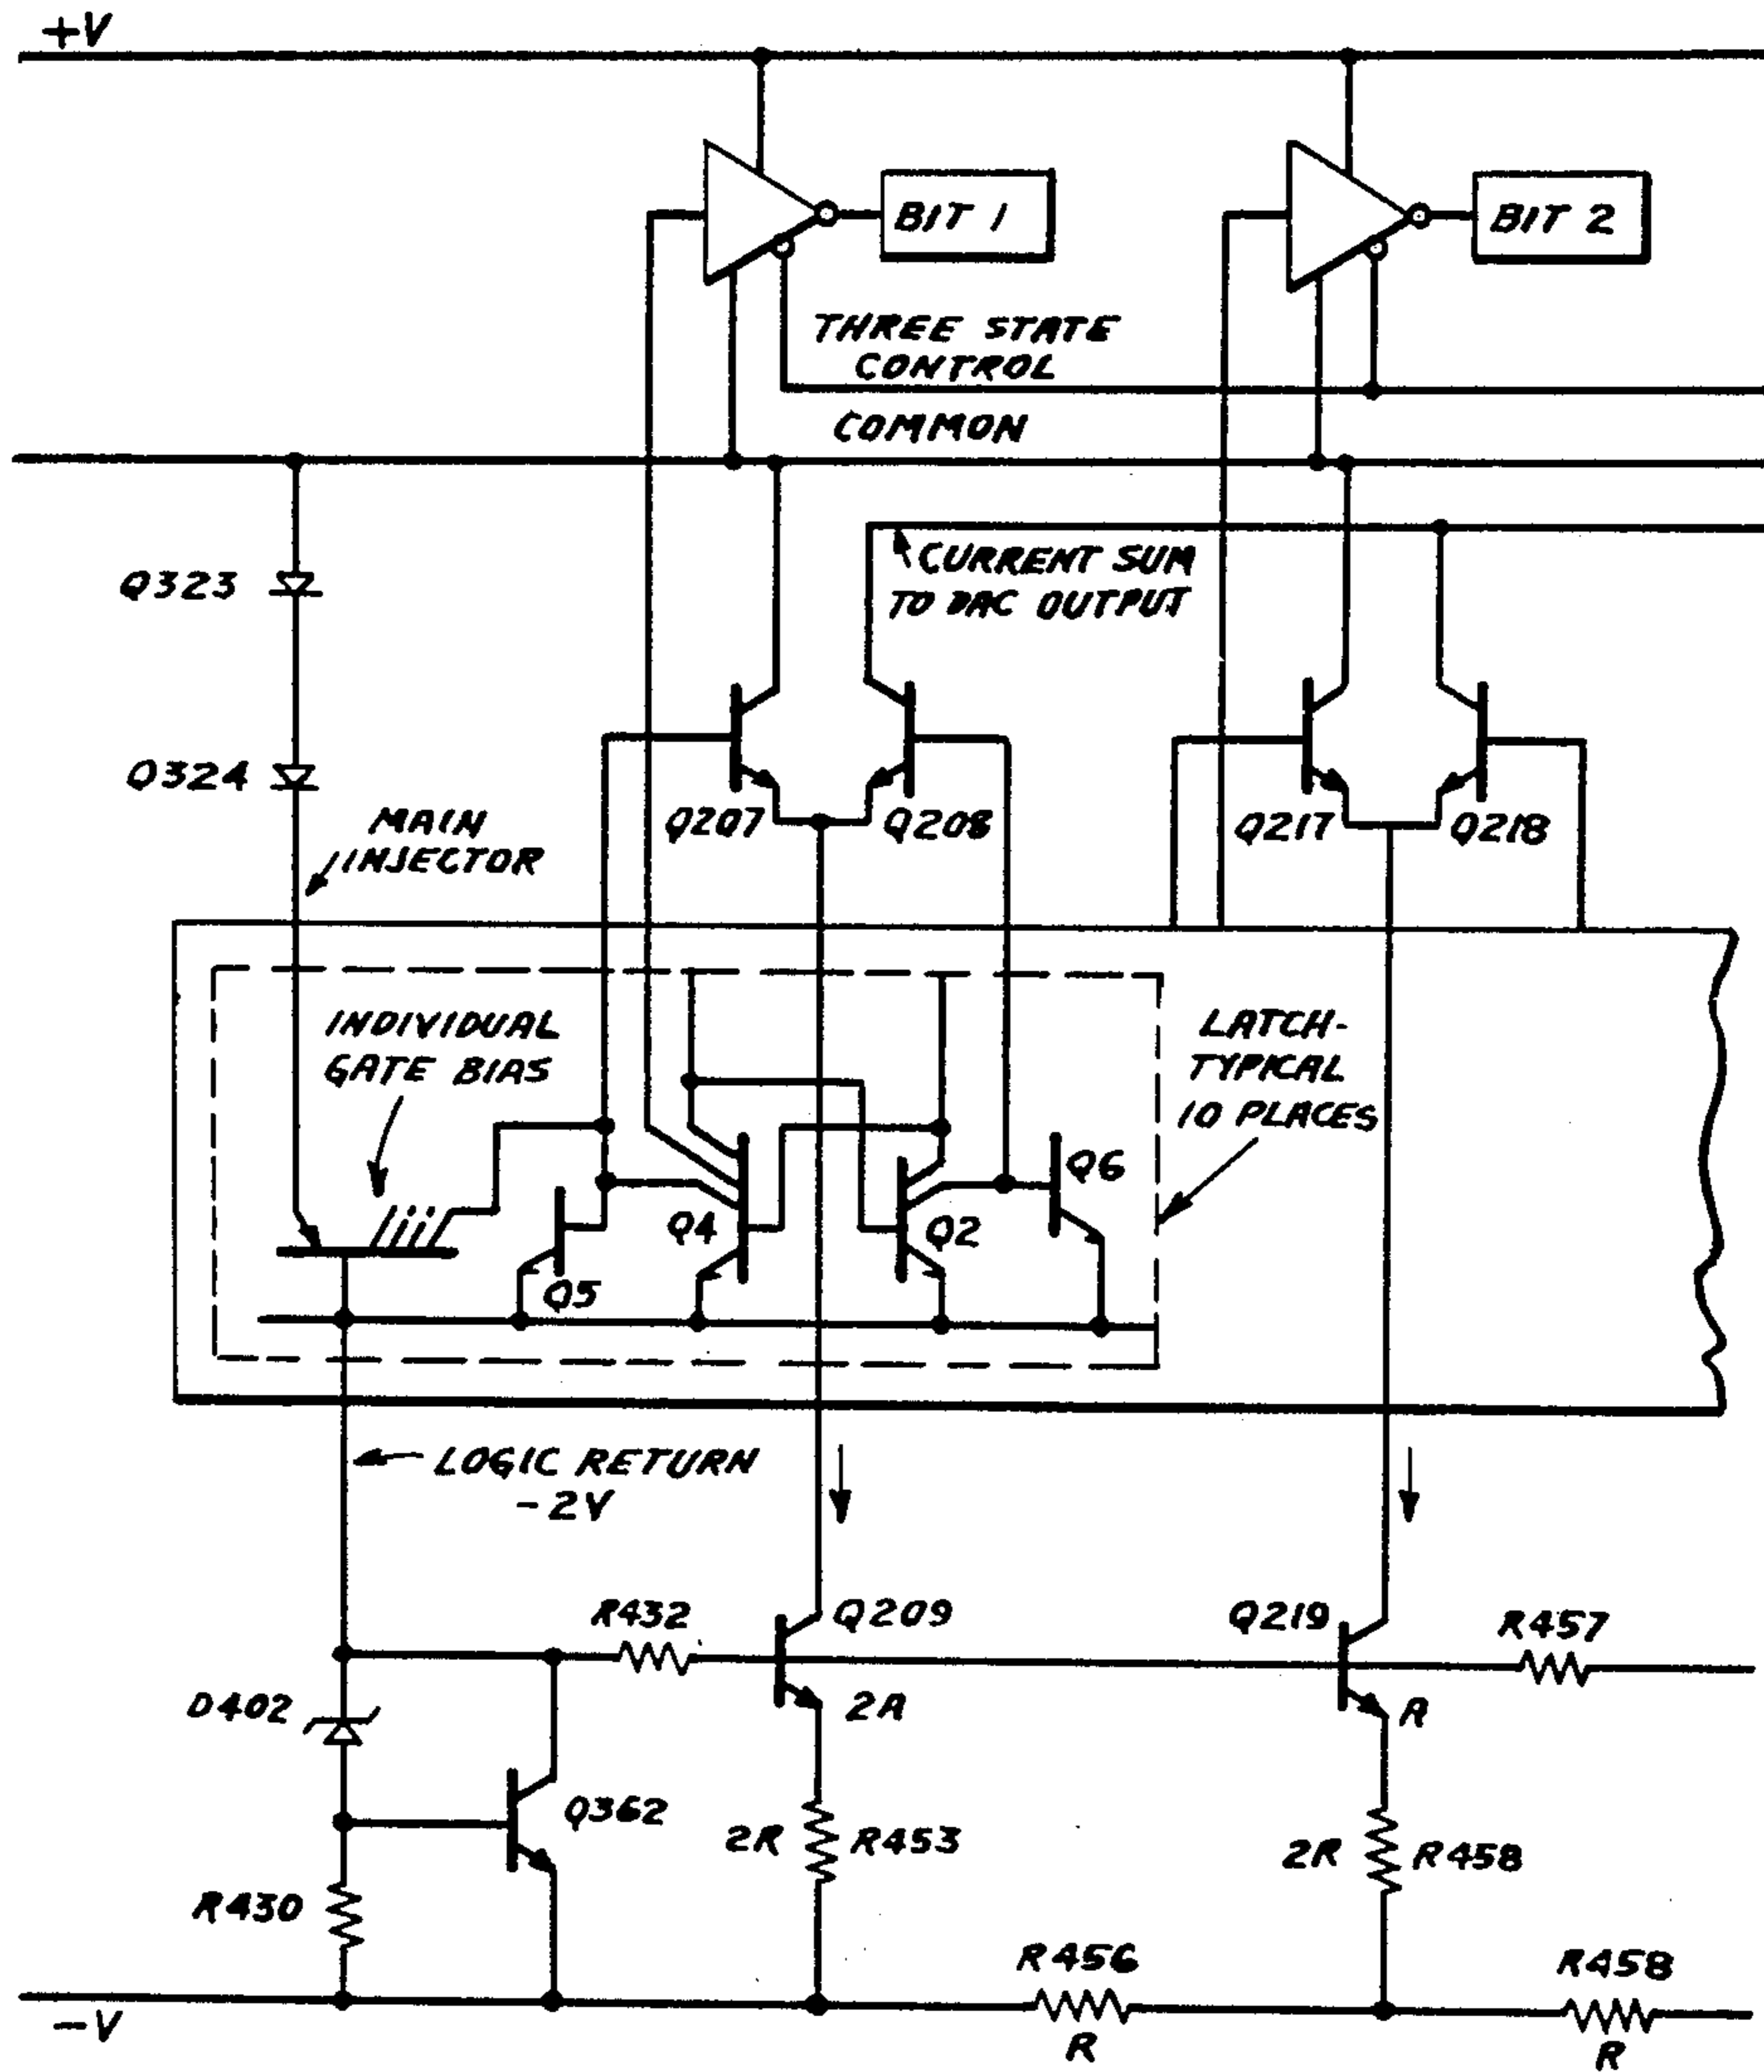 +V
BIT 1
BIT 2
THREE STATE
CONTROL
COMMON
CURRENT SUM
TO DAC OUTPUT
Q323
Q324
MAIN
INJECTOR
Q207
Q208
Q217
Q218
INDIVIDUAL
GATE BIAS
LATCH-
TYPICAL
10 PLACES
Q6
Q4
Q2
Q5
LOGIC RETURN
-2V
R432
Q209
Q219
R457
D402
2A
A
Q362
2R
R453
2R
R458
R430
R456
R458
-V
R
R